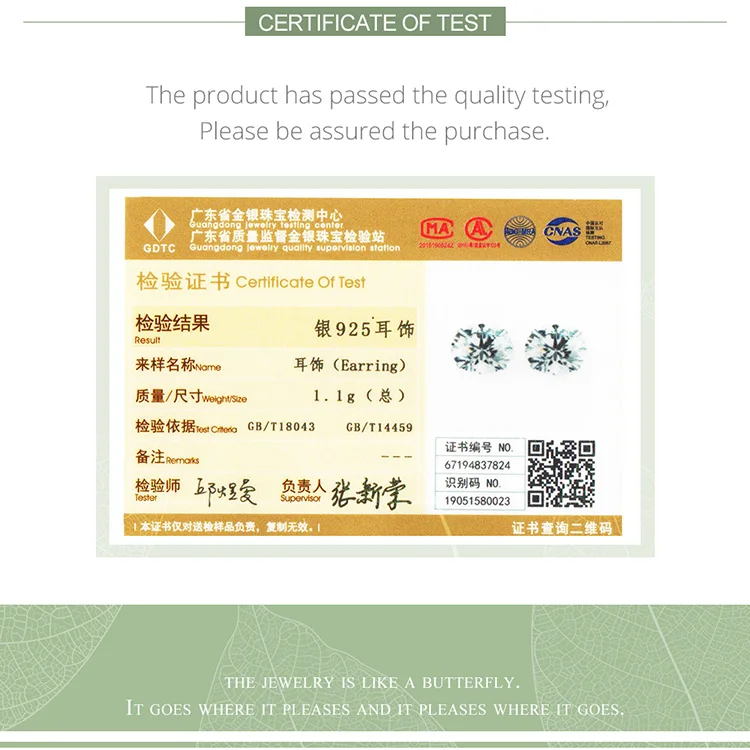 CERTIFICATE OF TEST
The product has passed the quality testing,
Please be assured the purchase.
广东省金银珠宝检测中心
Guangdong jewelry testing center
广东省质量监督金银珠宝检验站
Guangdong jewelry quality supervision station
GDTC
MA
CNAS
检验证书 Certificate Of Test
检验结果
Result
银925耳饰
来样名称Name 耳饰（Earring）
质量/尺寸Weight/Size 1.1g（总）
检验依据Test Criteria GB/T18043 GB/T14459
备注Remarks ---
检验师
Tester
负责人
Supervisor
张新荣
证书编号 NO.
67194837824
识别码 NO.
19051580023
本证书仅对送检样品负责，复制无效。
证书查询二维码
THE JEWELRY IS LIKE A BUTTERFLY.
IT GOES WHERE IT PLEASES AND IT PLEASES WHERE IT GOES.